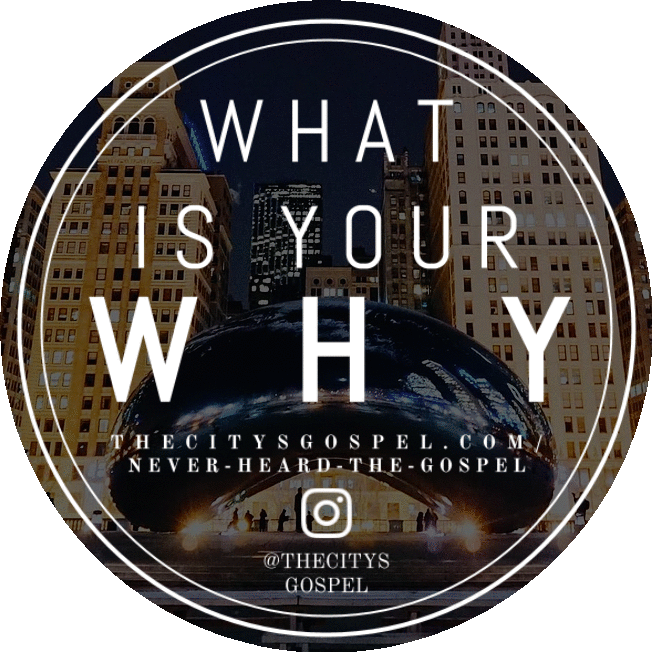 WHAT
IS YOUR
WHY
THECITYSGOSPEL.COM/
NEVER-HEARD-THE-GOSPEL
@THECITYS
GOSPEL